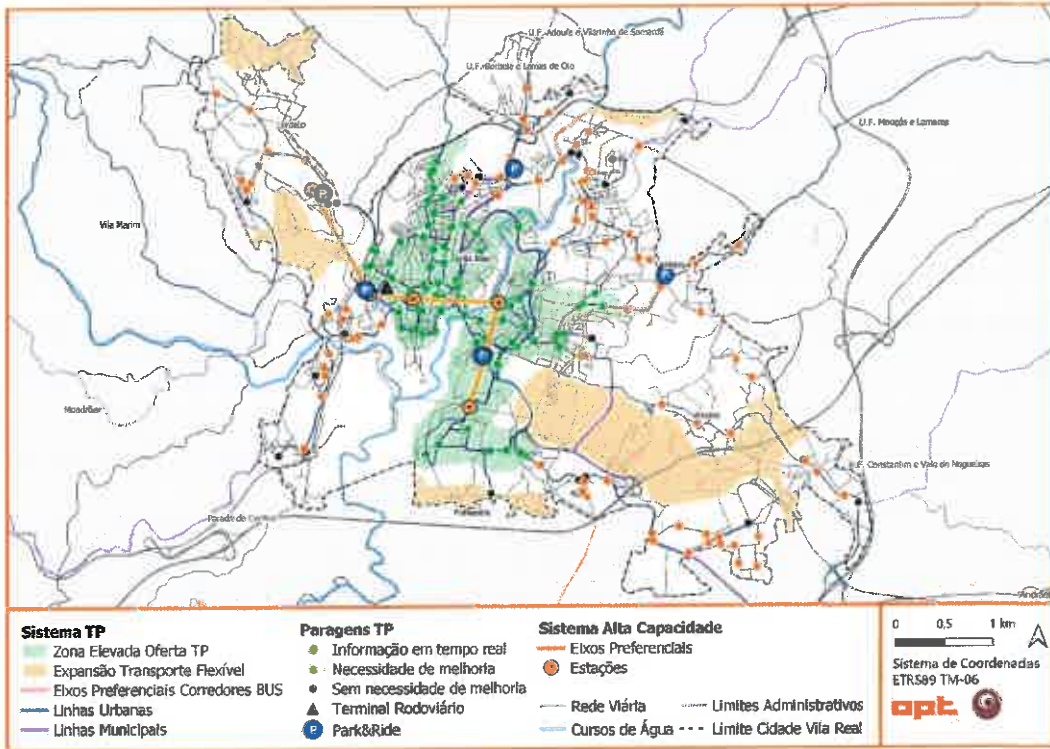 U.F. Adoufe e Vilarinho de Samardã
U.F. Borbela e Lamas de Olo
U.F. Mouçós e Lamares
Vila Marim
Mondrões
U.F. Constantim e Vale de Nogueiras
Parada de Cunhos
Andrães
P
P
P
P
P
Sistema TP
Zona Elevada Oferta TP
Expansão Transporte Flexível
Eixos Preferenciais Corredores BUS
Linhas Urbanas
Linhas Municipais
Paragens TP
Informação em tempo real
Necessidade de melhoria
Sem necessidade de melhoria
Terminal Rodoviário
P Park&Ride
Sistema Alta Capacidade
Eixos Preferenciais
Estações
Rede Viária
Cursos de Água
Limites Administrativos
Limite Cidade Vila Real
0 0,5 1 km
Sistema de Coordenadas
ETRS89 TM-06
opt